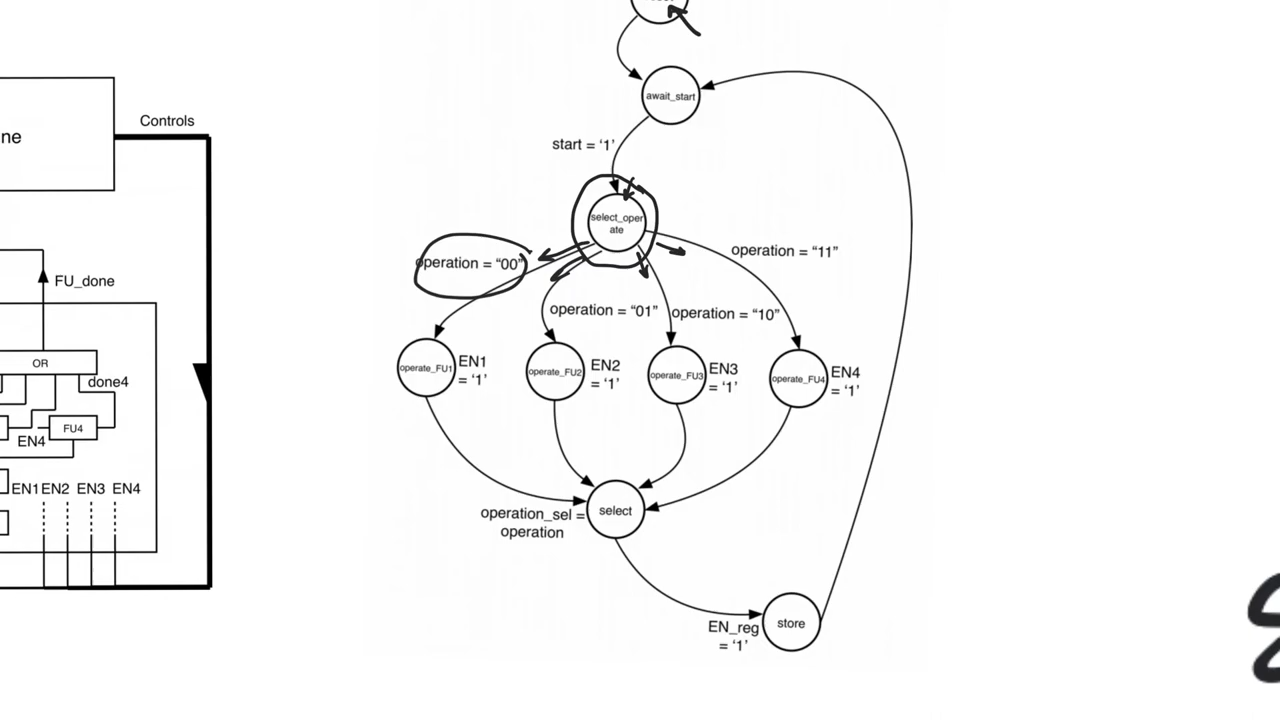 ne
Controls
FU_done
OR
done4
FU4
EN4
EN1
EN2
EN3
EN4
await_start
start = ‘1’
select_oper
ate
operation = “00”
operation = “01”
operation = “10”
operation = “11”
operate_FU1
EN1
= ‘1’
operate_FU2
EN2
= ‘1’
operate_FU3
EN3
= ‘1’
operate_FU4
EN4
= ‘1’
select
operation_sel =
operation
store
EN_reg
= ‘1’